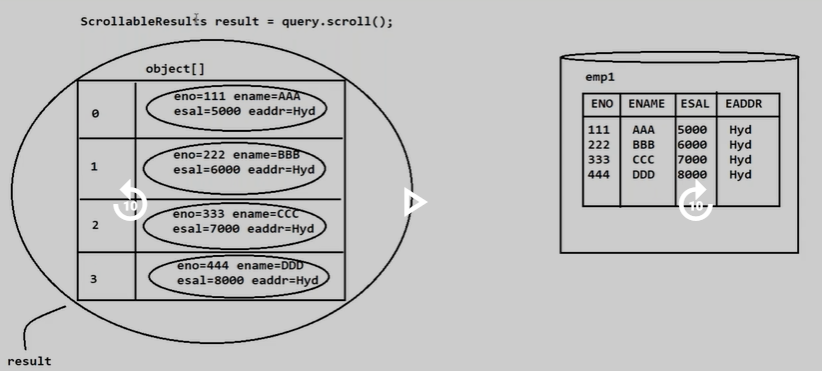 ScrollableResults result = query.scroll();
object[]
0
eno=111 ename=AAA
esal=5000 eaddr=Hyd
1
eno=222 ename=BBB
esal=6000 eaddr=Hyd
2
eno=333 ename=CCC
esal=7000 eaddr=Hyd
3
eno=444 ename=DDD
esal=8000 eaddr=Hyd
result
10
emp1
ENO ENAME ESAL EADDR
111 AAA 5000 Hyd
222 BBB 6000 Hyd
333 CCC 7000 Hyd
444 DDD 8000 Hyd
10